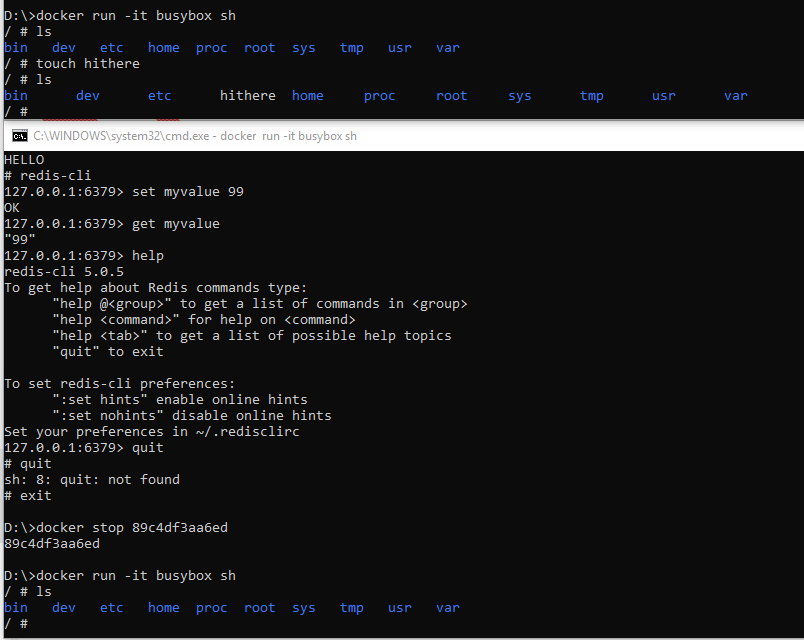 D:\>docker run -it busybox sh
/ # ls
bin   dev   etc   home  proc  root  sys   tmp   usr   var
/ # touch hithere
/ # ls
bin      dev      etc      hithere  home     proc     root     sys      tmp      usr      var
/ #
C:\WINDOWS\system32\cmd.exe - docker  run -it busybox sh
HELLO
# redis-cli
127.0.0.1:6379> set myvalue 99
OK
127.0.0.1:6379> get myvalue
"99"
127.0.0.1:6379> help
redis-cli 5.0.5
To get help about Redis commands type:
      "help @<group>" to get a list of commands in <group>
      "help <command>" for help on <command>
      "help <tab>" to get a list of possible help topics
      "quit" to exit
To set redis-cli preferences:
      ":set hints" enable online hints
      ":set nohints" disable online hints
Set your preferences in ~/.redisclirc
127.0.0.1:6379> quit
# quit
sh: 8: quit: not found
# exit
D:\>docker stop 89c4df3aa6ed
89c4df3aa6ed
D:\>docker run -it busybox sh
/ # ls
bin   dev   etc   home  proc  root  sys   tmp   usr   var
/ #